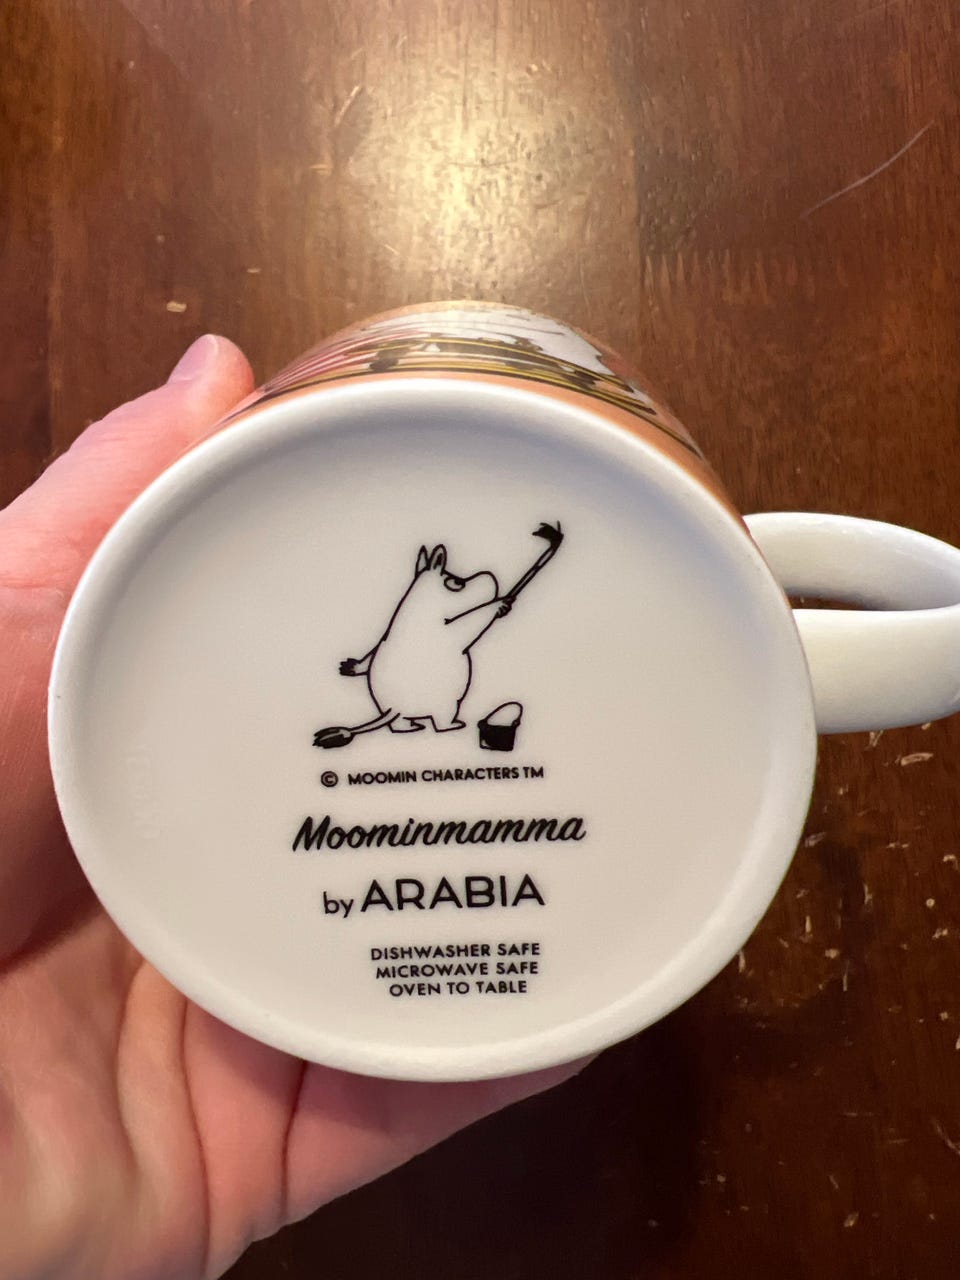 © MOOMIN CHARACTERS TM
Moominmamma
by ARABIA
DISHWASHER SAFE
MICROWAVE SAFE
OVEN TO TABLE